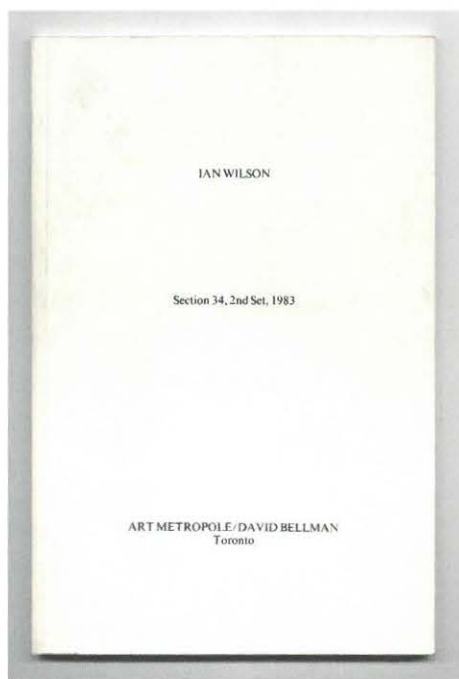 IAN WILSON
Section 34, 2nd Set, 1983
ART METROPOLE/DAVID BELLMAN
Toronto